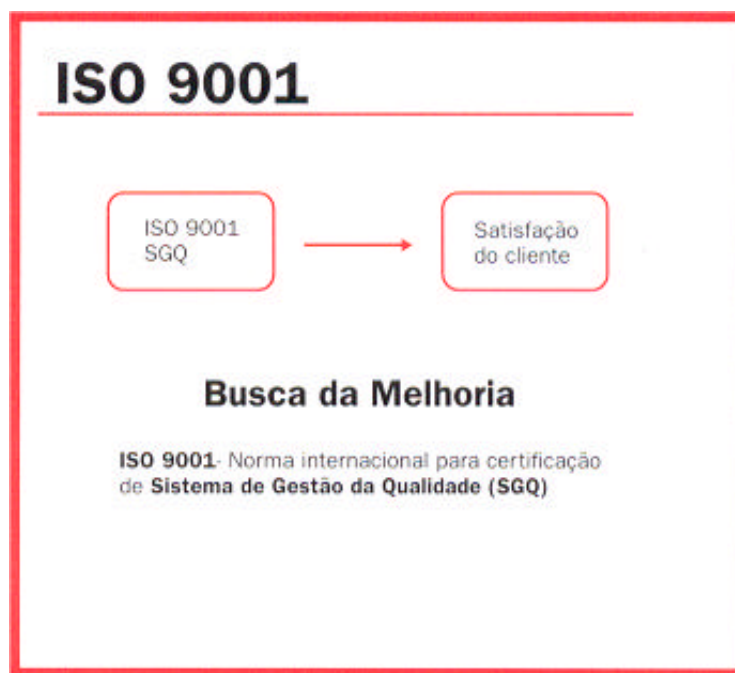 ISO 9001
ISO 9001
SGQ
Satisfação
do cliente
Busca da Melhoria
ISO 9001- Norma internacional para certificação
de Sistema de Gestão da Qualidade (SGQ)